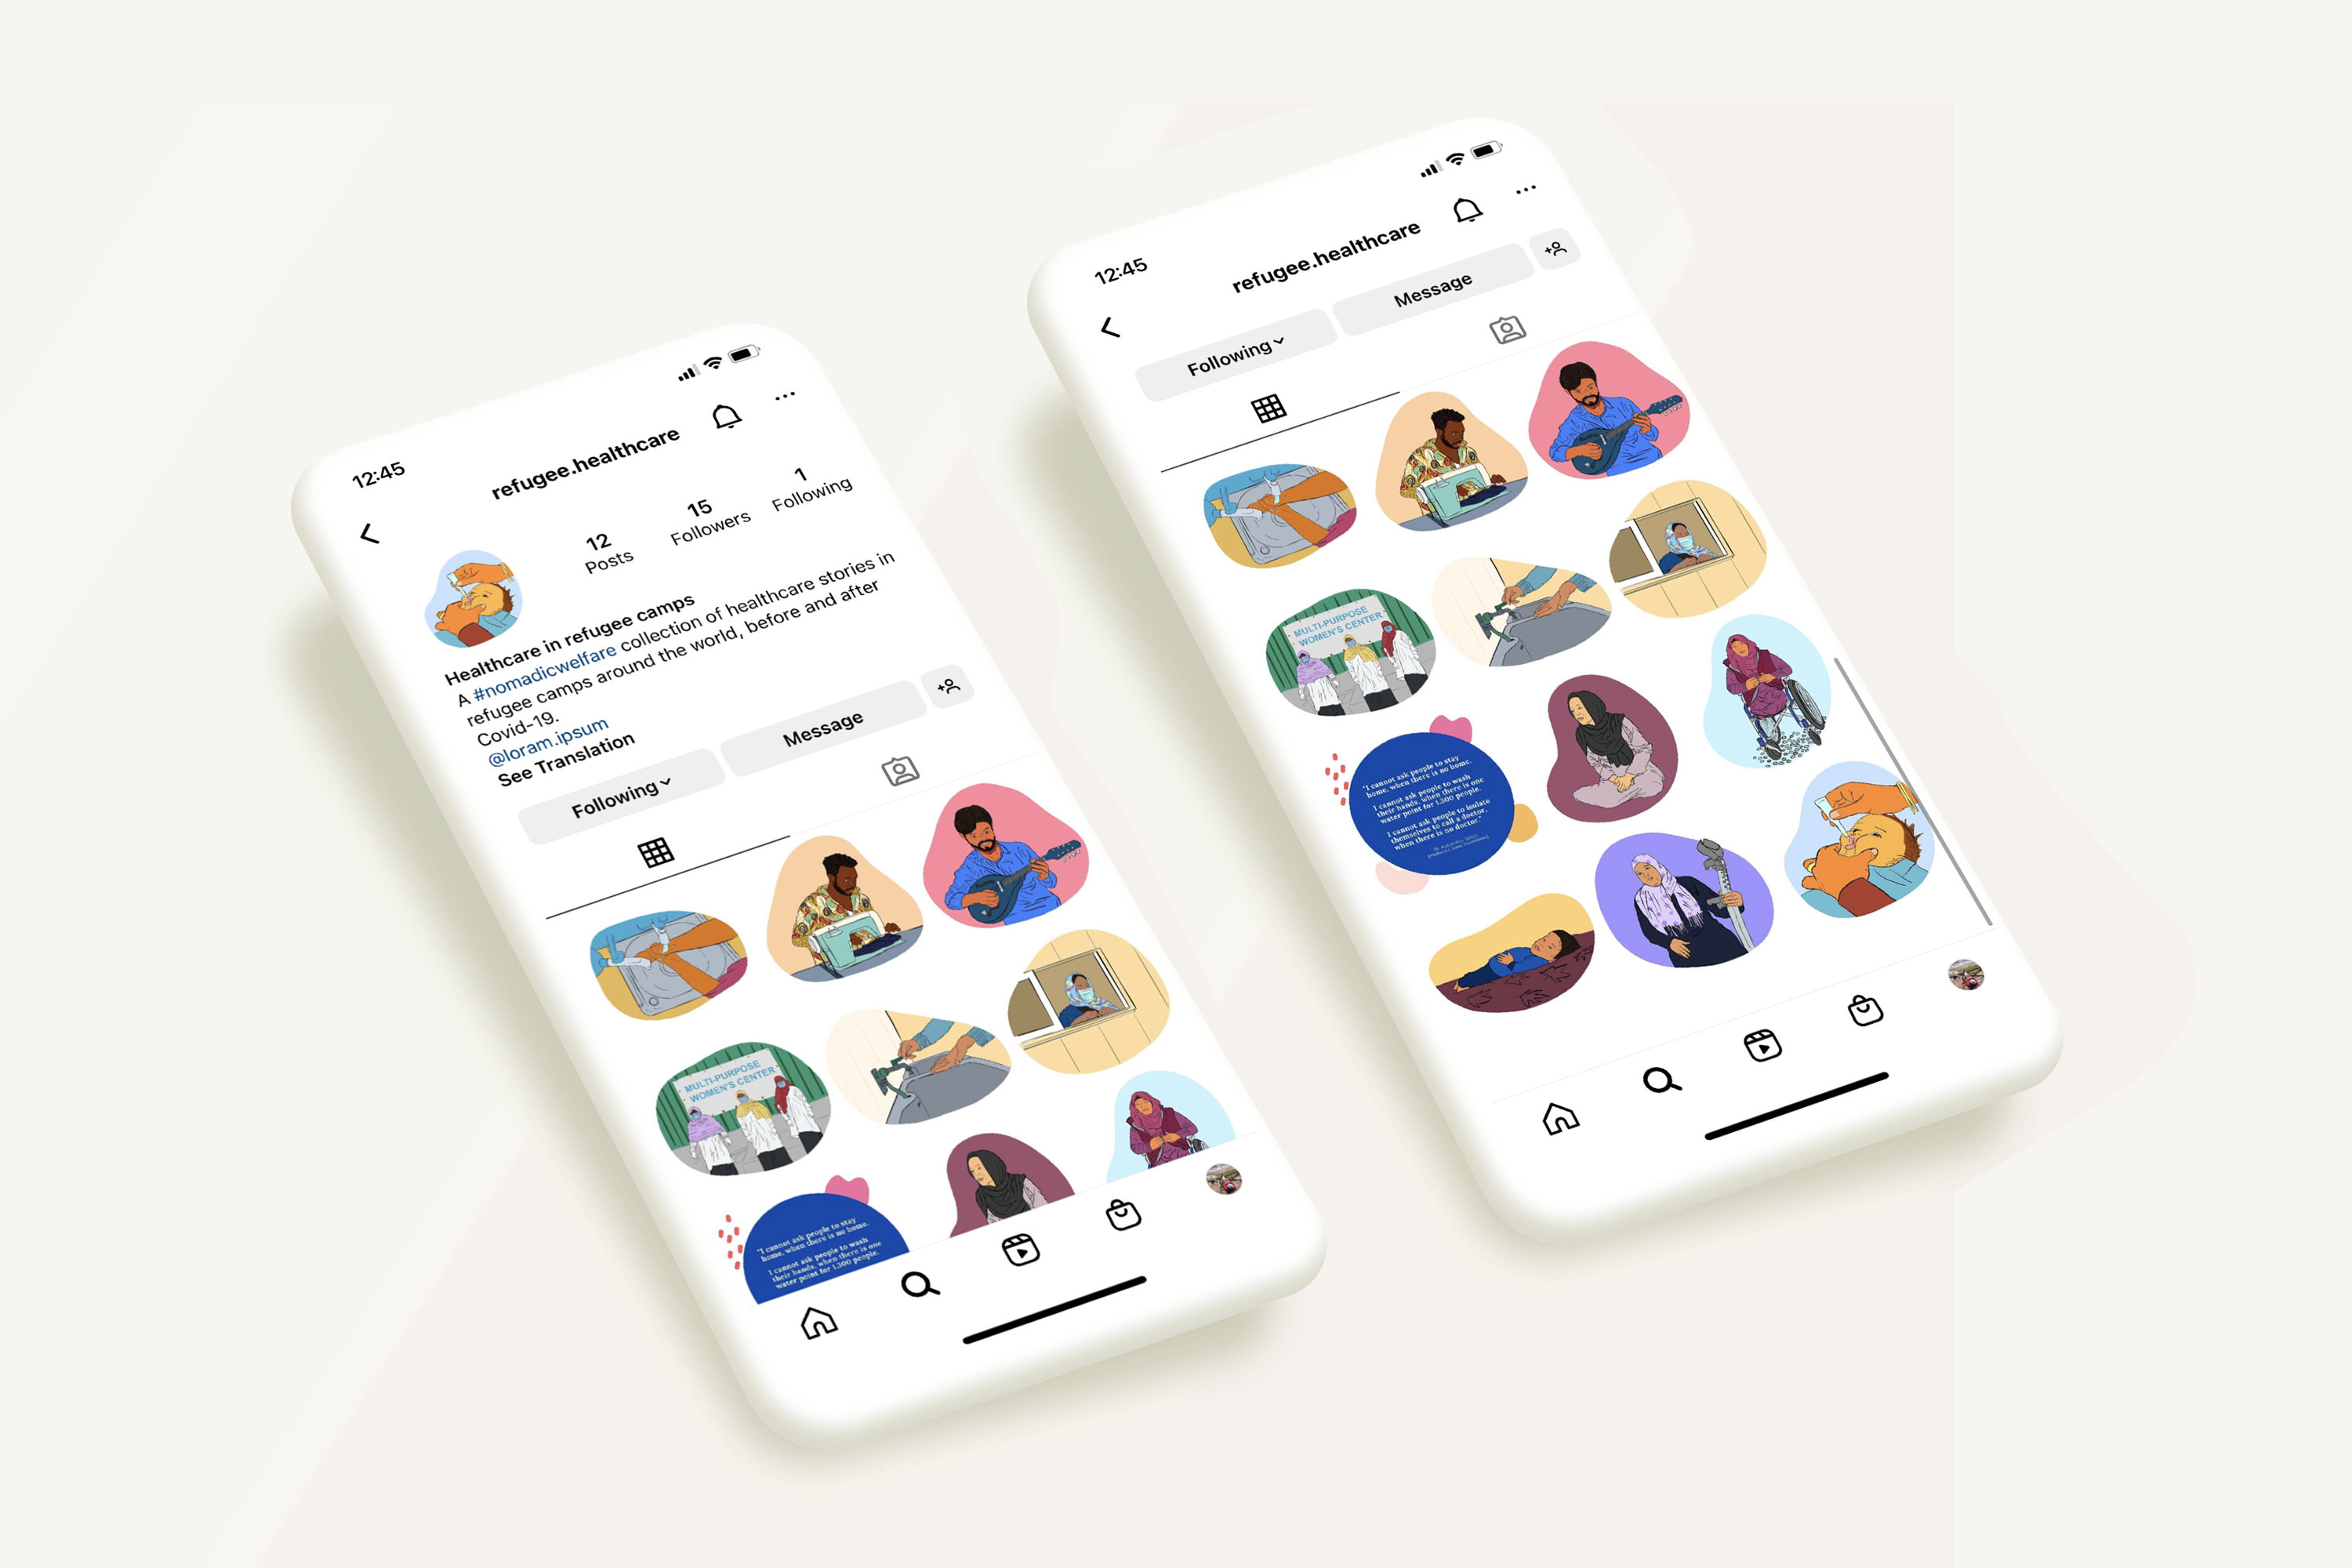 12:45
refugee.healthcare
12
Posts
15
Followers
1
Following
Healthcare in refugee camps
A #nomadicwelfare collection of healthcare stories in
refugee camps around the world, before and after
Covid-19.
@loram.ipsum
See Translation
Following
Message
MULTI-PURPOSE
WOMEN'S CENTER
"I cannot ask people to stay
home, when there is no home.
I cannot ask people to wash
their hands, when there is one
water point for 1.300 people.
12:45
refugee.healthcare
Following
Message
MULTI-PURPOSE
WOMEN'S CENTER
"I cannot ask people to stay
home, when there is no home.
I cannot ask people to wash
their hands, when there is one
water point for 1.300 people.
I cannot ask people to isolate
themselves to call a doctor,
when there is no doctor."